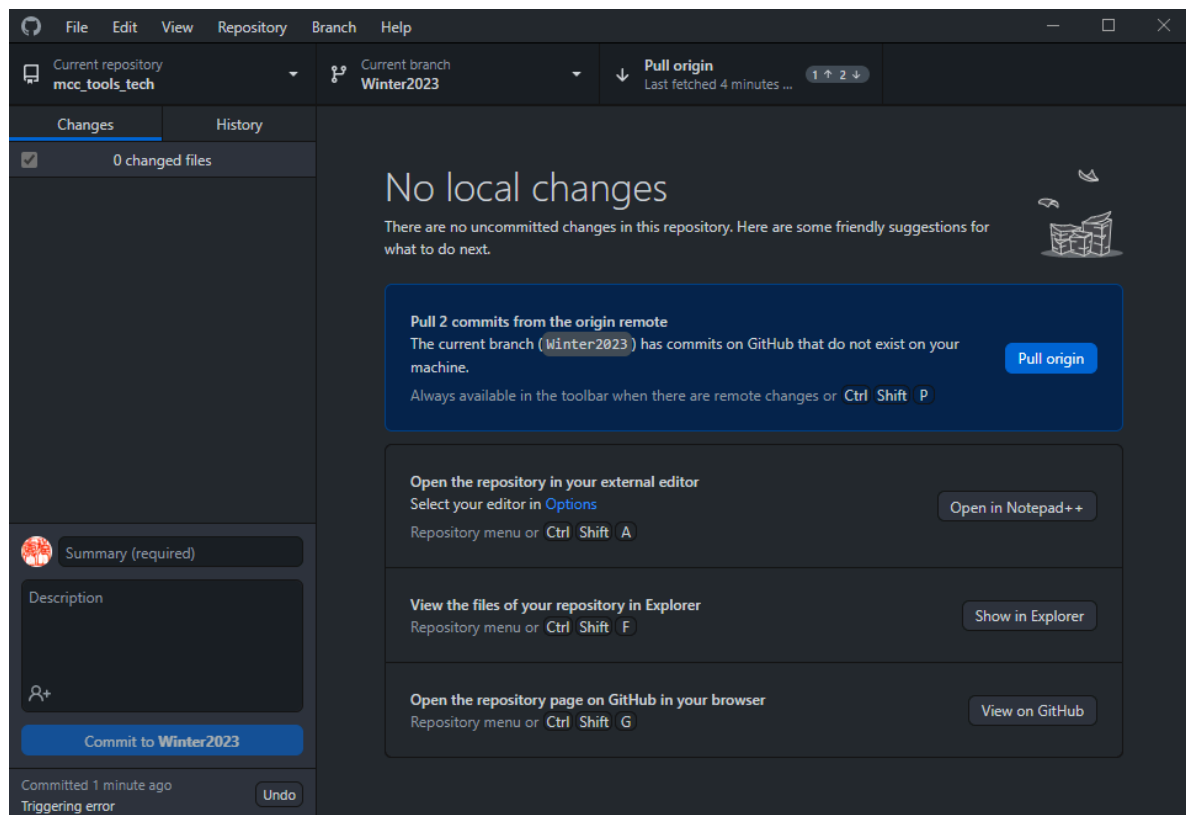 File Edit View Repository Branch Help
Current repository
mcc_tools_tech
Current branch
Winter2023
Pull origin
Last fetched 4 minutes ...
1 ↑ 2 ↓
Changes History
0 changed files
No local changes
There are no uncommitted changes in this repository. Here are some friendly suggestions for
what to do next.
Pull 2 commits from the origin remote
The current branch ( Winter2023 ) has commits on GitHub that do not exist on your
machine.
Always available in the toolbar when there are remote changes or Ctrl Shift P
Pull origin
Open the repository in your external editor
Select your editor in Options
Repository menu or Ctrl Shift A
Open in Notepad++
View the files of your repository in Explorer
Repository menu or Ctrl Shift F
Show in Explorer
Open the repository page on GitHub in your browser
Repository menu or Ctrl Shift G
View on GitHub
Summary (required)
Description
Commit to Winter2023
Committed 1 minute ago
Triggering error
Undo